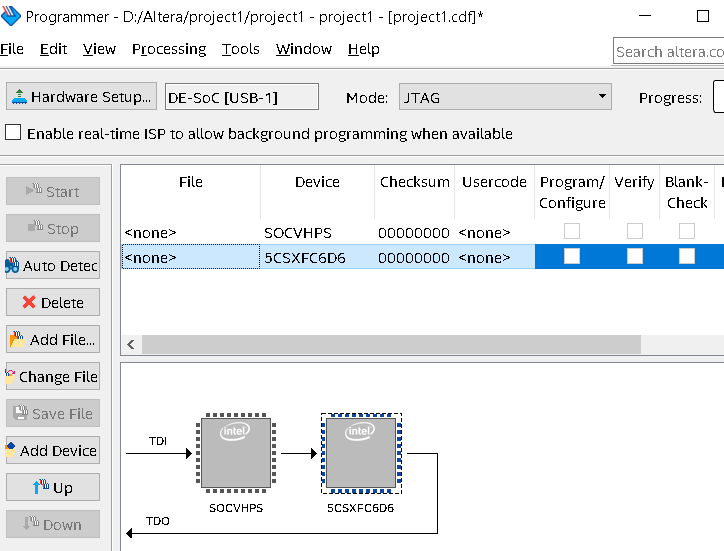 Programmer - D:/Altera/project1/project1 - project1 - [project1.cdf]*
File Edit View Processing Tools Window Help
Search altera.co
Hardware Setup... DE-SoC [USB-1] Mode: JTAG Progress:
Enable real-time ISP to allow background programming when available
Start
Stop
Auto Detec
Delete
Add File...
Change File
Save File
Add Device
Up
Down
File Device Checksum Usercode Program/ Verify Blank-
Configure Check
<none> SOCVHPS 00000000 <none>
<none> 5CSXFC6D6 00000000 <none>
intel intel
TDI
SOCVHPS 5CSXFC6D6
TDO